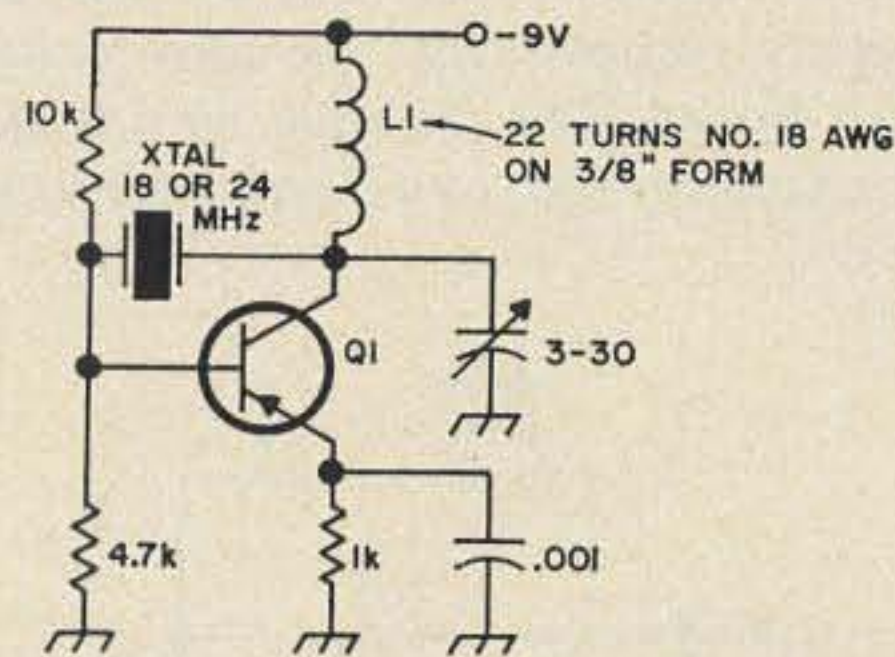 -9V
10k
L1
22 TURNS NO. 18 AWG
ON 3/8" FORM
XTAL
18 OR 24
MHz
Q1
3-30
4.7k
1k
.001